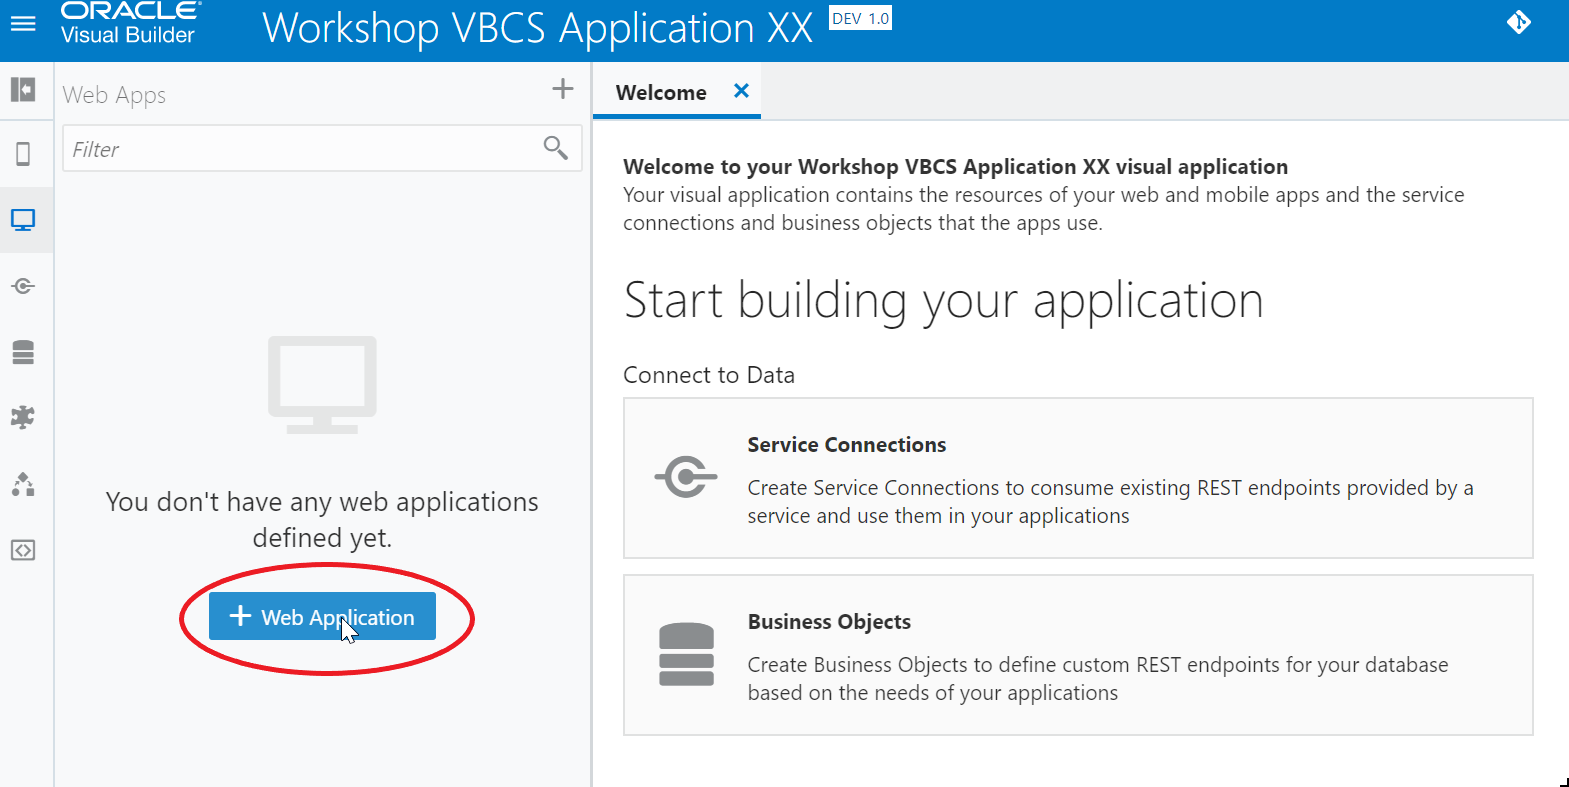 ORACLE
Visual Builder
Workshop VBCS Application XX
DEV 1.0
Web Apps
Filter
You don't have any web applications
defined yet.
Web Application
Welcome
Welcome to your Workshop VBCS Application XX visual application
Your visual application contains the resources of your web and mobile apps and the service
connections and business objects that the apps use.
Start building your application
Connect to Data
Service Connections
Create Service Connections to consume existing REST endpoints provided by a
service and use them in your applications
Business Objects
Create Business Objects to define custom REST endpoints for your database
based on the needs of your applications